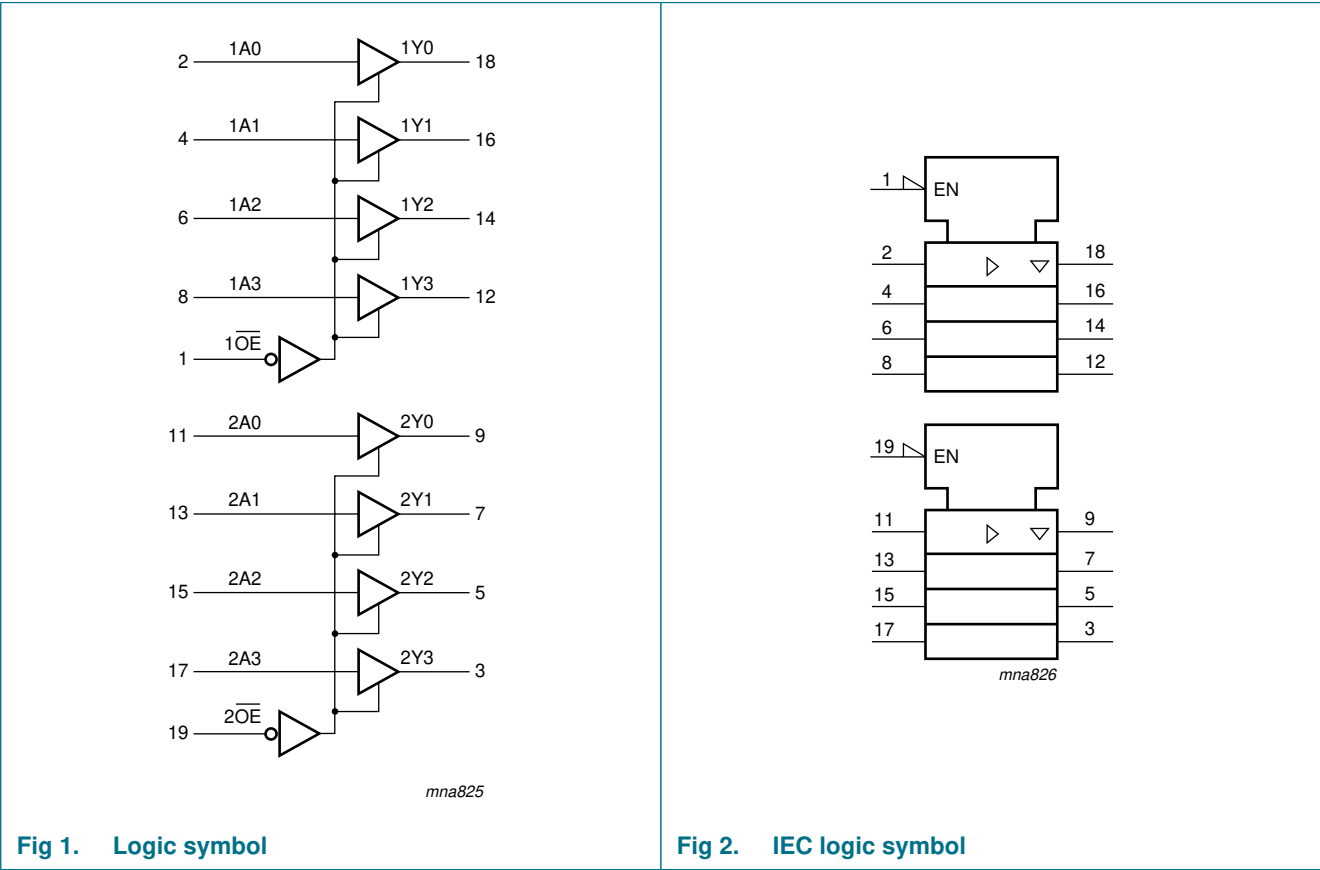 2 1A0 1Y0 18
4 1A1 1Y1 16
6 1A2 1Y2 14
8 1A3 1Y3 12
1 1O̅E̅
11 2A0 2Y0 9
13 2A1 2Y1 7
15 2A2 2Y2 5
17 2A3 2Y3 3
19 2O̅E̅
mna825
Fig 1. Logic symbol
1 EN
2 18
4 16
6 14
8 12
19 EN
11 9
13 7
15 5
17 3
mna826
Fig 2. IEC logic symbol